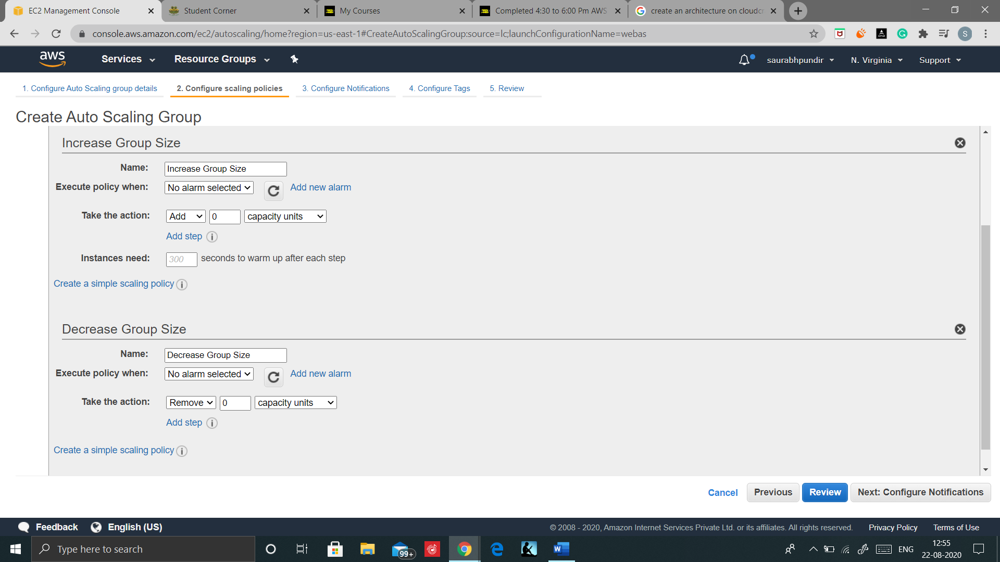 EC2 Management Console
Student Corner
My Courses
Completed 4:30 to 6:00 Pm AWS
create an architecture on cloudcr
console.aws.amazon.com/ec2/autoscaling/home?region=us-east-1#CreateAutoScalingGroup:source=lc;launchConfigurationName=webas
S
aws
Services
Resource Groups
saurabhpundir
N. Virginia
Support
1. Configure Auto Scaling group details
2. Configure scaling policies
3. Configure Notifications
4. Configure Tags
5. Review
Create Auto Scaling Group
Increase Group Size
Name: Increase Group Size
Execute policy when: No alarm selected Add new alarm
Take the action: Add 0 capacity units
Add step i
Instances need: 300 seconds to warm up after each step
Create a simple scaling policy i
Decrease Group Size
Name: Decrease Group Size
Execute policy when: No alarm selected Add new alarm
Take the action: Remove 0 capacity units
Add step i
Create a simple scaling policy i
Cancel Previous Review Next: Configure Notifications
Feedback English (US)
© 2008 - 2020, Amazon Internet Services Private Ltd. or its affiliates. All rights reserved. Privacy Policy Terms of Use
Type here to search
99+
ENG
12:55
22-08-2020